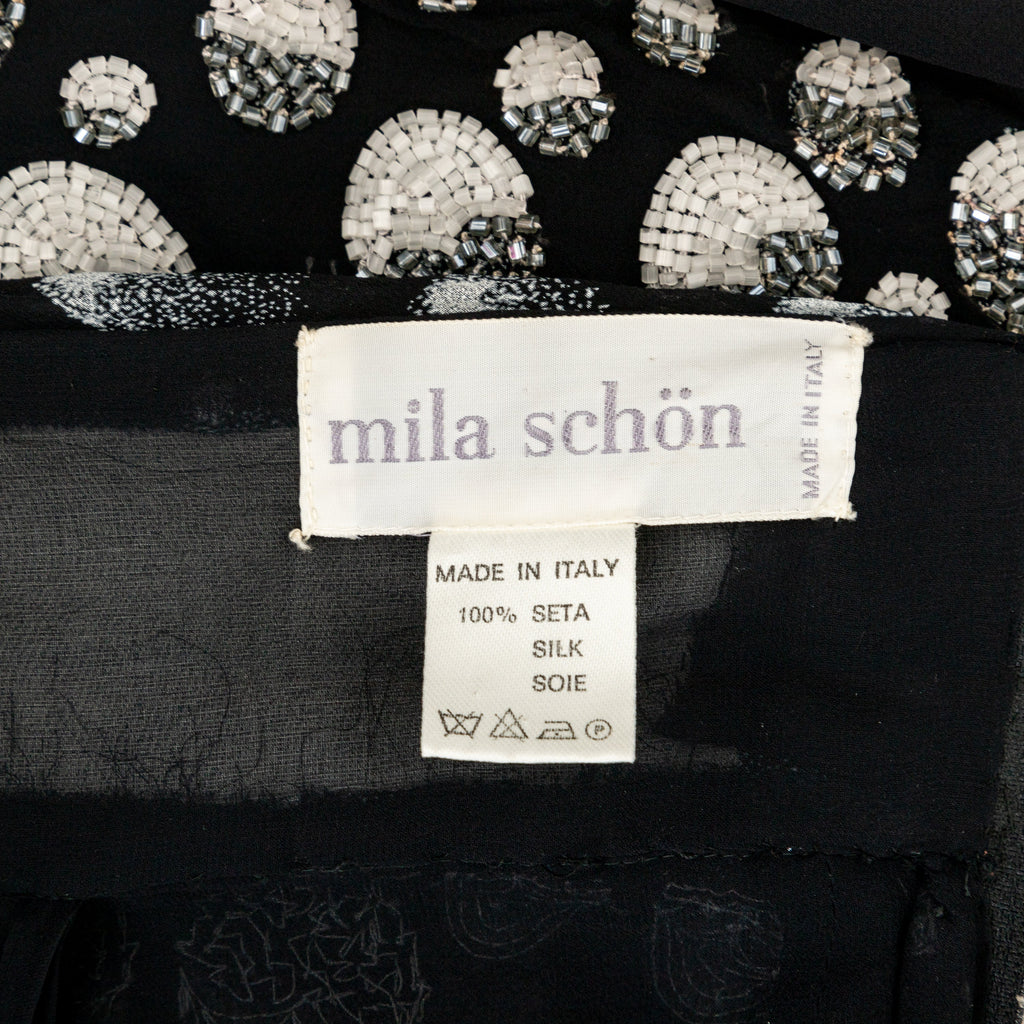 mila schön
MADE IN ITALY
MADE IN ITALY
100% SETA
SILK
SOIE
P